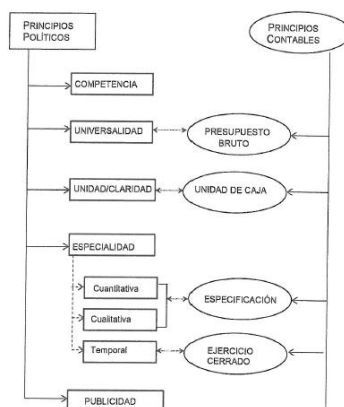 PRINCIPIOS
POLÍTICOS
PRINCIPIOS
CONTABLES
COMPETENCIA
UNIVERSALIDAD
PRESUPUESTO
BRUTO
UNIDAD/CLARIDAD
UNIDAD DE CAJA
ESPECIALIDAD
Cuantitativa
ESPECIFICACIÓN
Cualitativa
Temporal
EJERCICIO
CERRADO
PUBLICIDAD